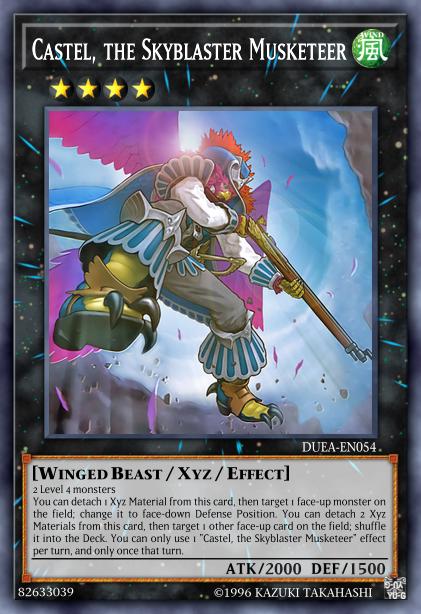 CASTEL, THE SKYBLASTER MUSKETEER
WIND
風
DUEA-EN054
[WINGED BEAST / XYZ / EFFECT]
2 Level 4 monsters
You can detach 1 Xyz Material from this card, then target 1 face-up monster on
the field; change it to face-down Defense Position. You can detach 2 Xyz
Materials from this card, then target 1 other face-up card on the field; shuffle
it into the Deck. You can only use 1 "Castel, the Skyblaster Musketeer" effect
per turn, and only once that turn.
ATK/2000 DEF/1500
82633039
©1996 KAZUKI TAKAHASHI